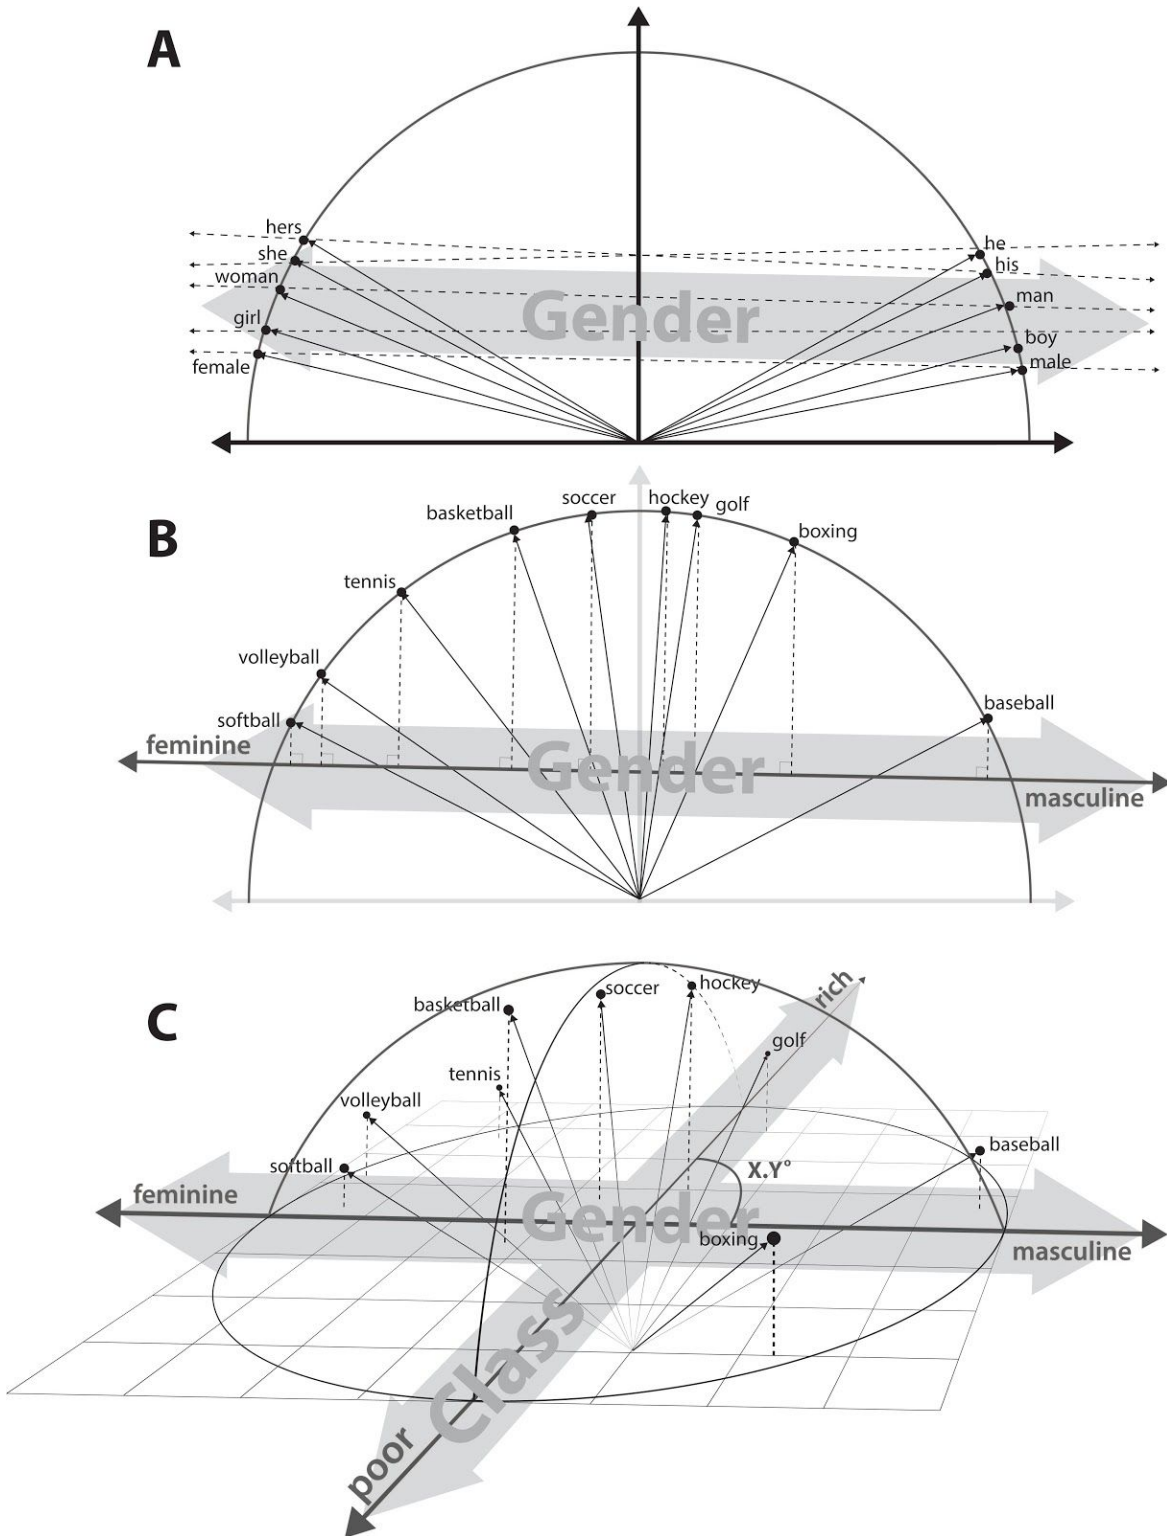 A
hers
she
woman
girl
female
he
his
man
boy
male
Gender
B
softball
volleyball
tennis
basketball
soccer
hockey
golf
boxing
baseball
feminine
Gender
masculine
C
basketball
soccer
hockey
rich
golf
tennis
volleyball
softball
baseball
X.Y°
feminine
Gender
boxing
masculine
Class
poor